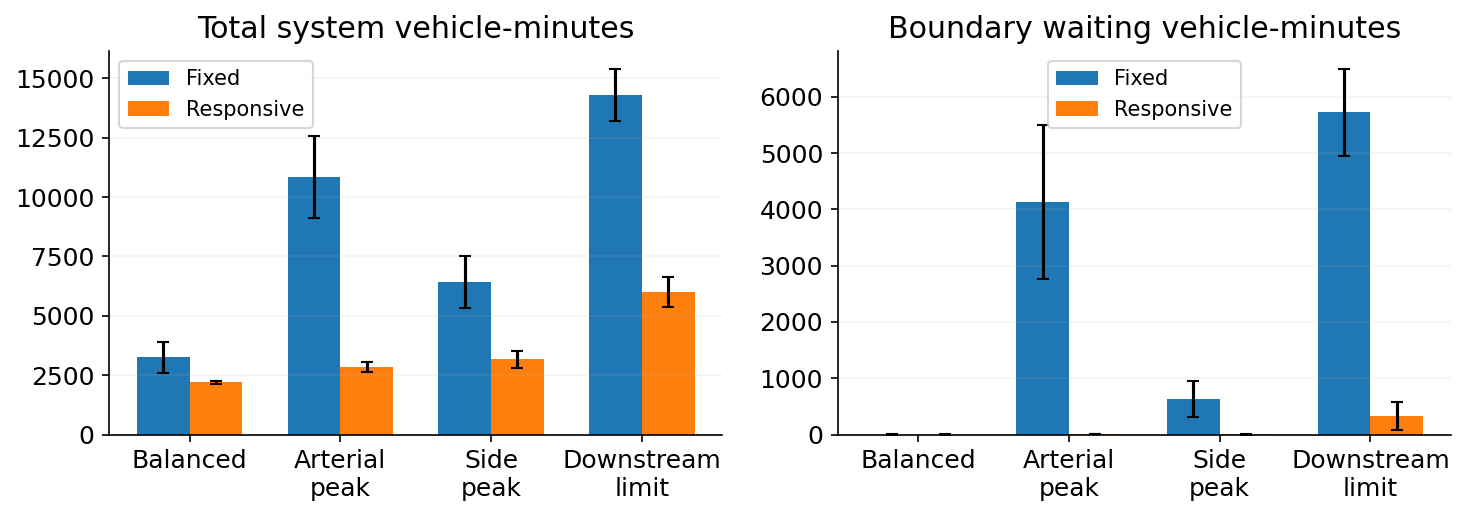 Total system vehicle-minutes
15000
12500
10000
7500
5000
2500
0
Fixed
Responsive
Balanced
Arterial
peak
Side
peak
Downstream
limit
Boundary waiting vehicle-minutes
6000
5000
4000
3000
2000
1000
0
Fixed
Responsive
Balanced
Arterial
peak
Side
peak
Downstream
limit